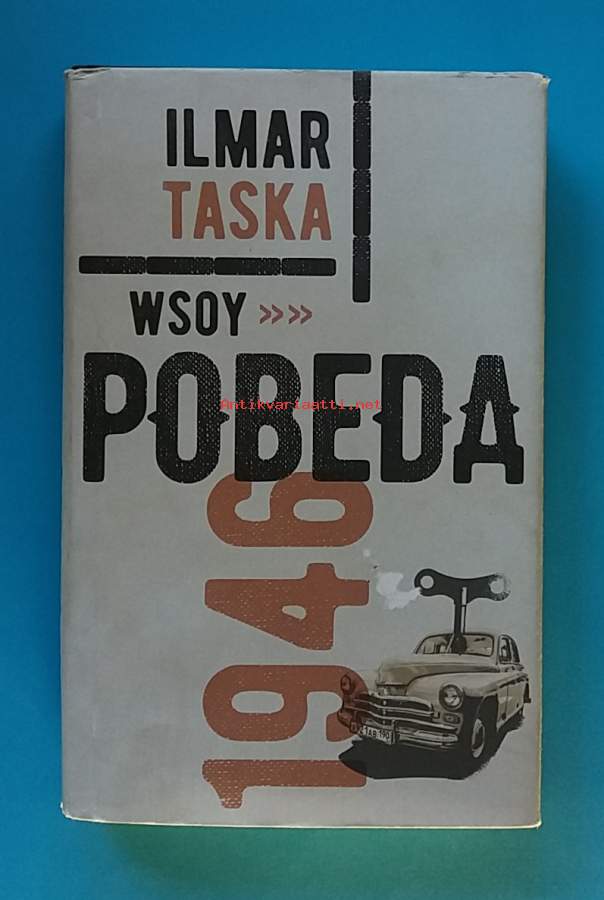 ILMAR
TASKA
WSOY »»
POBEDA
Antikvariaatti.net
1946